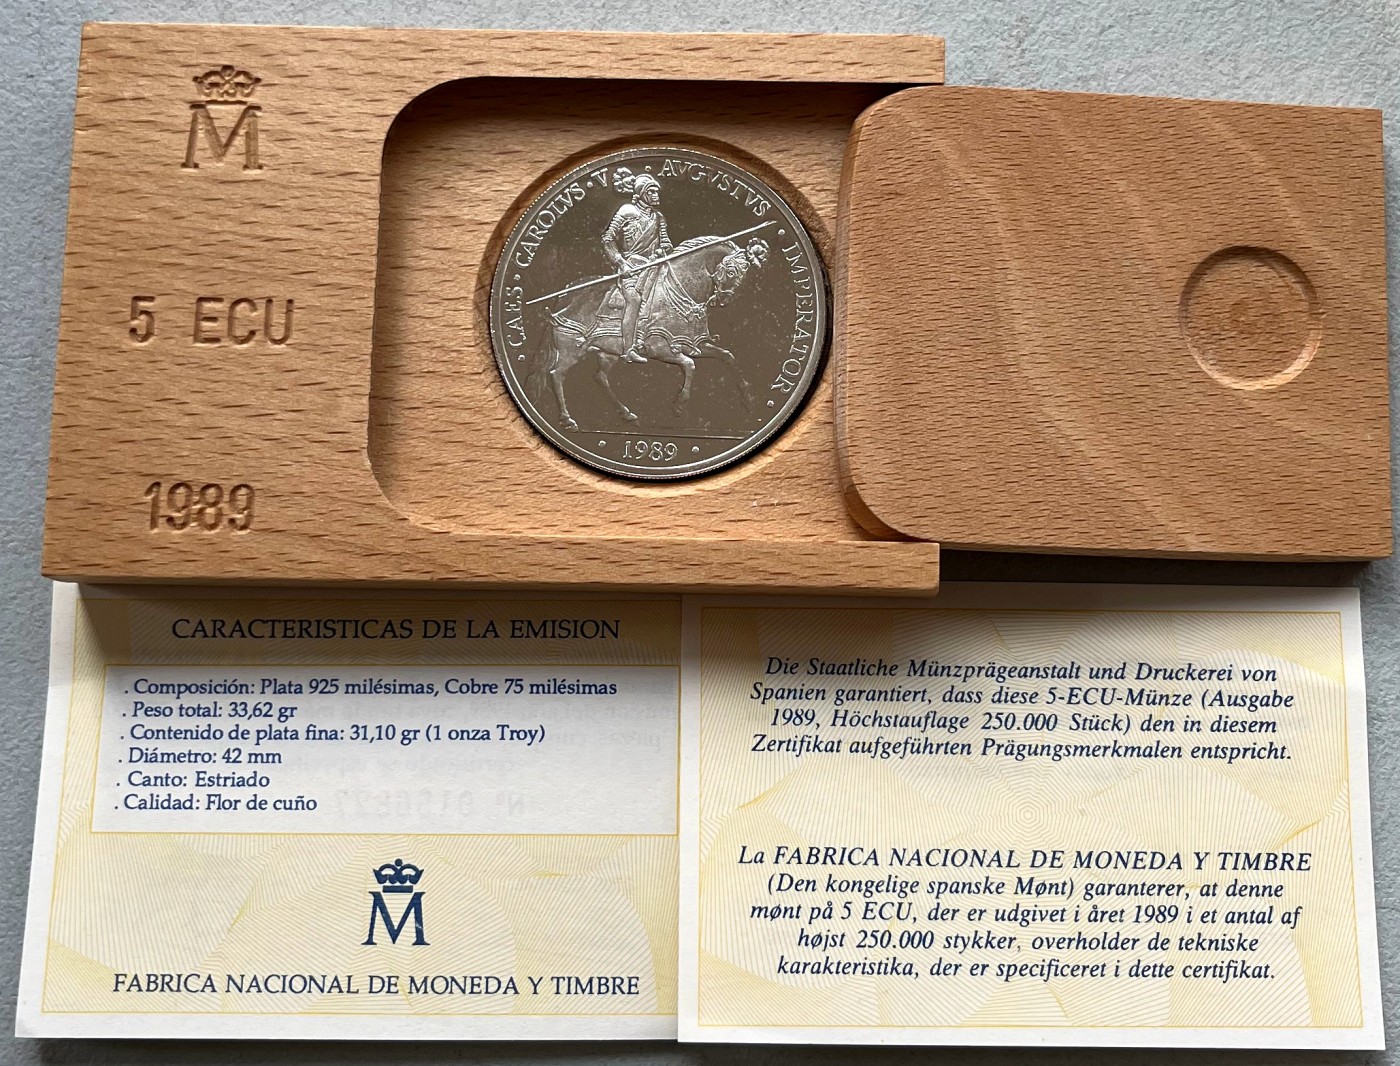 M
5 ECU
1989
· CAES · CAROLVS · V · AVGVSTVS · IMPERATOR ·
· 1989 ·
CARACTERISTICAS DE LA EMISION
. Composición: Plata 925 milésimas, Cobre 75 milésimas
. Peso total: 33,62 gr
. Contenido de plata fina: 31,10 gr (1 onza Troy)
. Diámetro: 42 mm
. Canto: Estriado
. Calidad: Flor de cuño
M
FABRICA NACIONAL DE MONEDA Y TIMBRE
Die Staatliche Münzprägeanstalt und Druckerei von
Spanien garantiert, dass diese 5-ECU-Münze (Ausgabe
1989, Höchstauflage 250.000 Stück) den in diesem
Zertifikat aufgeführten Prägungsmerkmalen entspricht.
La FABRICA NACIONAL DE MONEDA Y TIMBRE
(Den kongelige spanske Mønt) garanterer, at denne
mønt på 5 ECU, der er udgivet i året 1989 i et antal af
højst 250.000 stykker, overholder de tekniske
karakteristika, der er specificeret i dette certifikat.